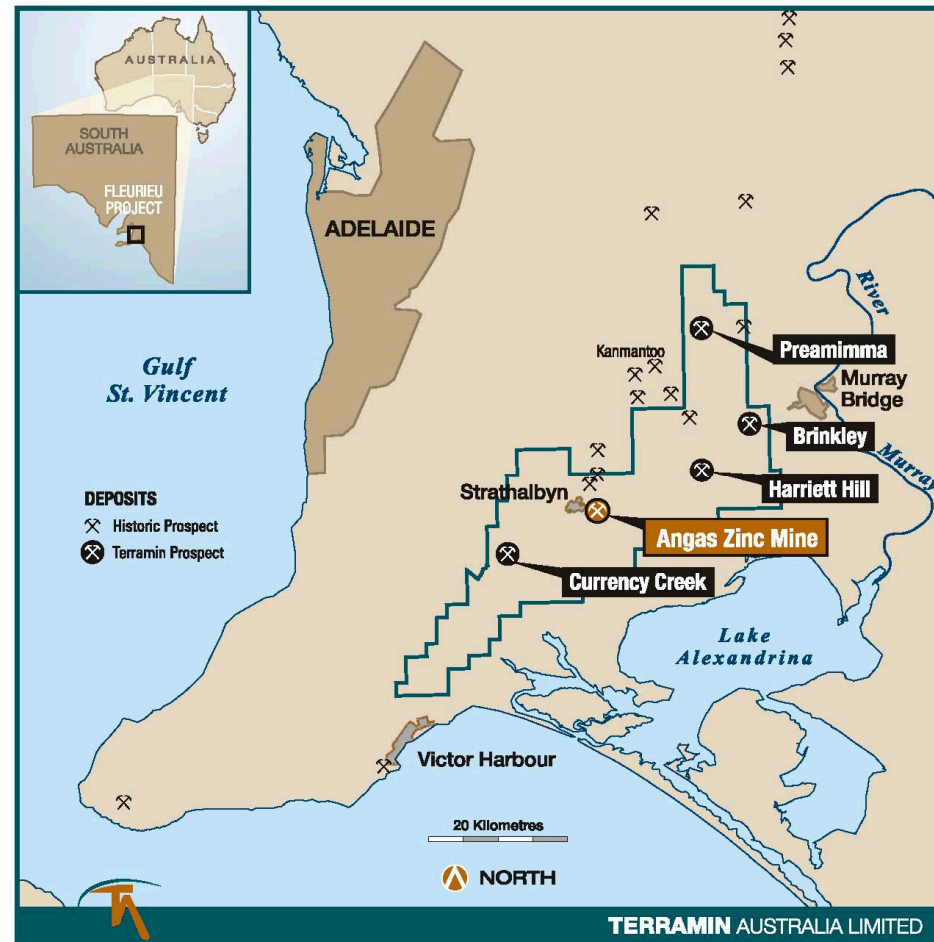 AUSTRALIA
SOUTH
AUSTRALIA
FLEURIEU
PROJECT
ADELAIDE
Gulf
St. Vincent
River
Preamimma
Kanmantoo
Murray
Bridge
Brinkley
Murray
Harriett Hill
DEPOSITS
Historic Prospect
Terramin Prospect
Strathalbyn
Angas Zinc Mine
Currency Creek
Lake
Alexandrina
Victor Harbour
20 Kilometres
NORTH
TA
TERRAMIN AUSTRALIA LIMITED